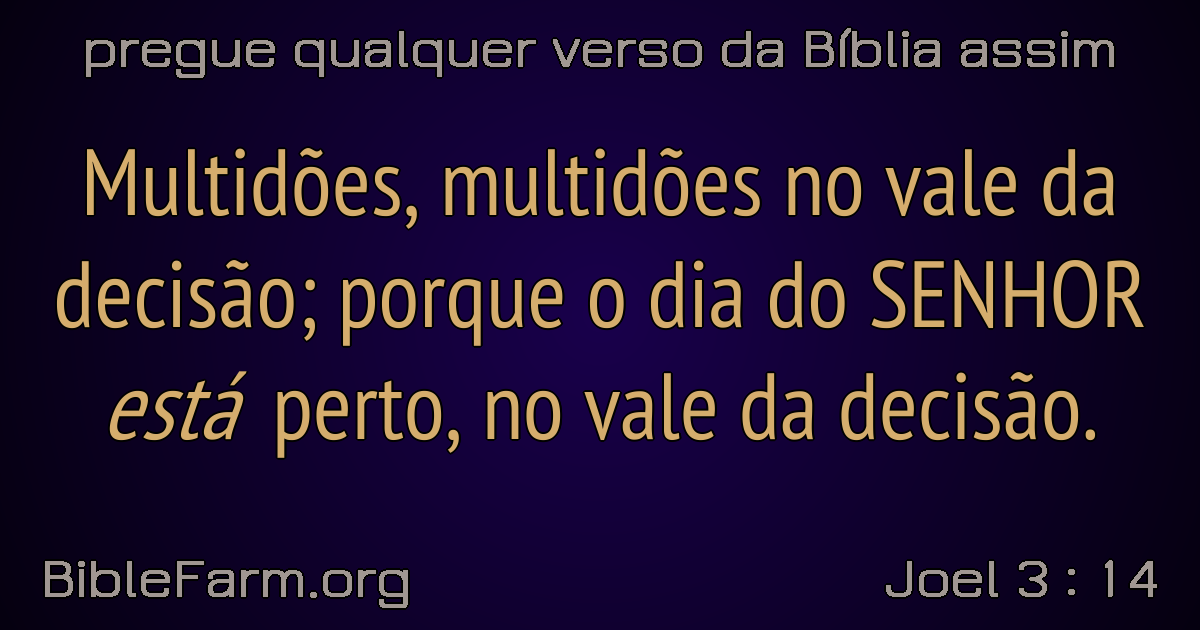 pregue qualquer verso da Bíblia assim
Multidões, multidões no vale da
decisão; porque o dia do SENHOR
está perto, no vale da decisão.
BibleFarm.org
Joel 3 : 14